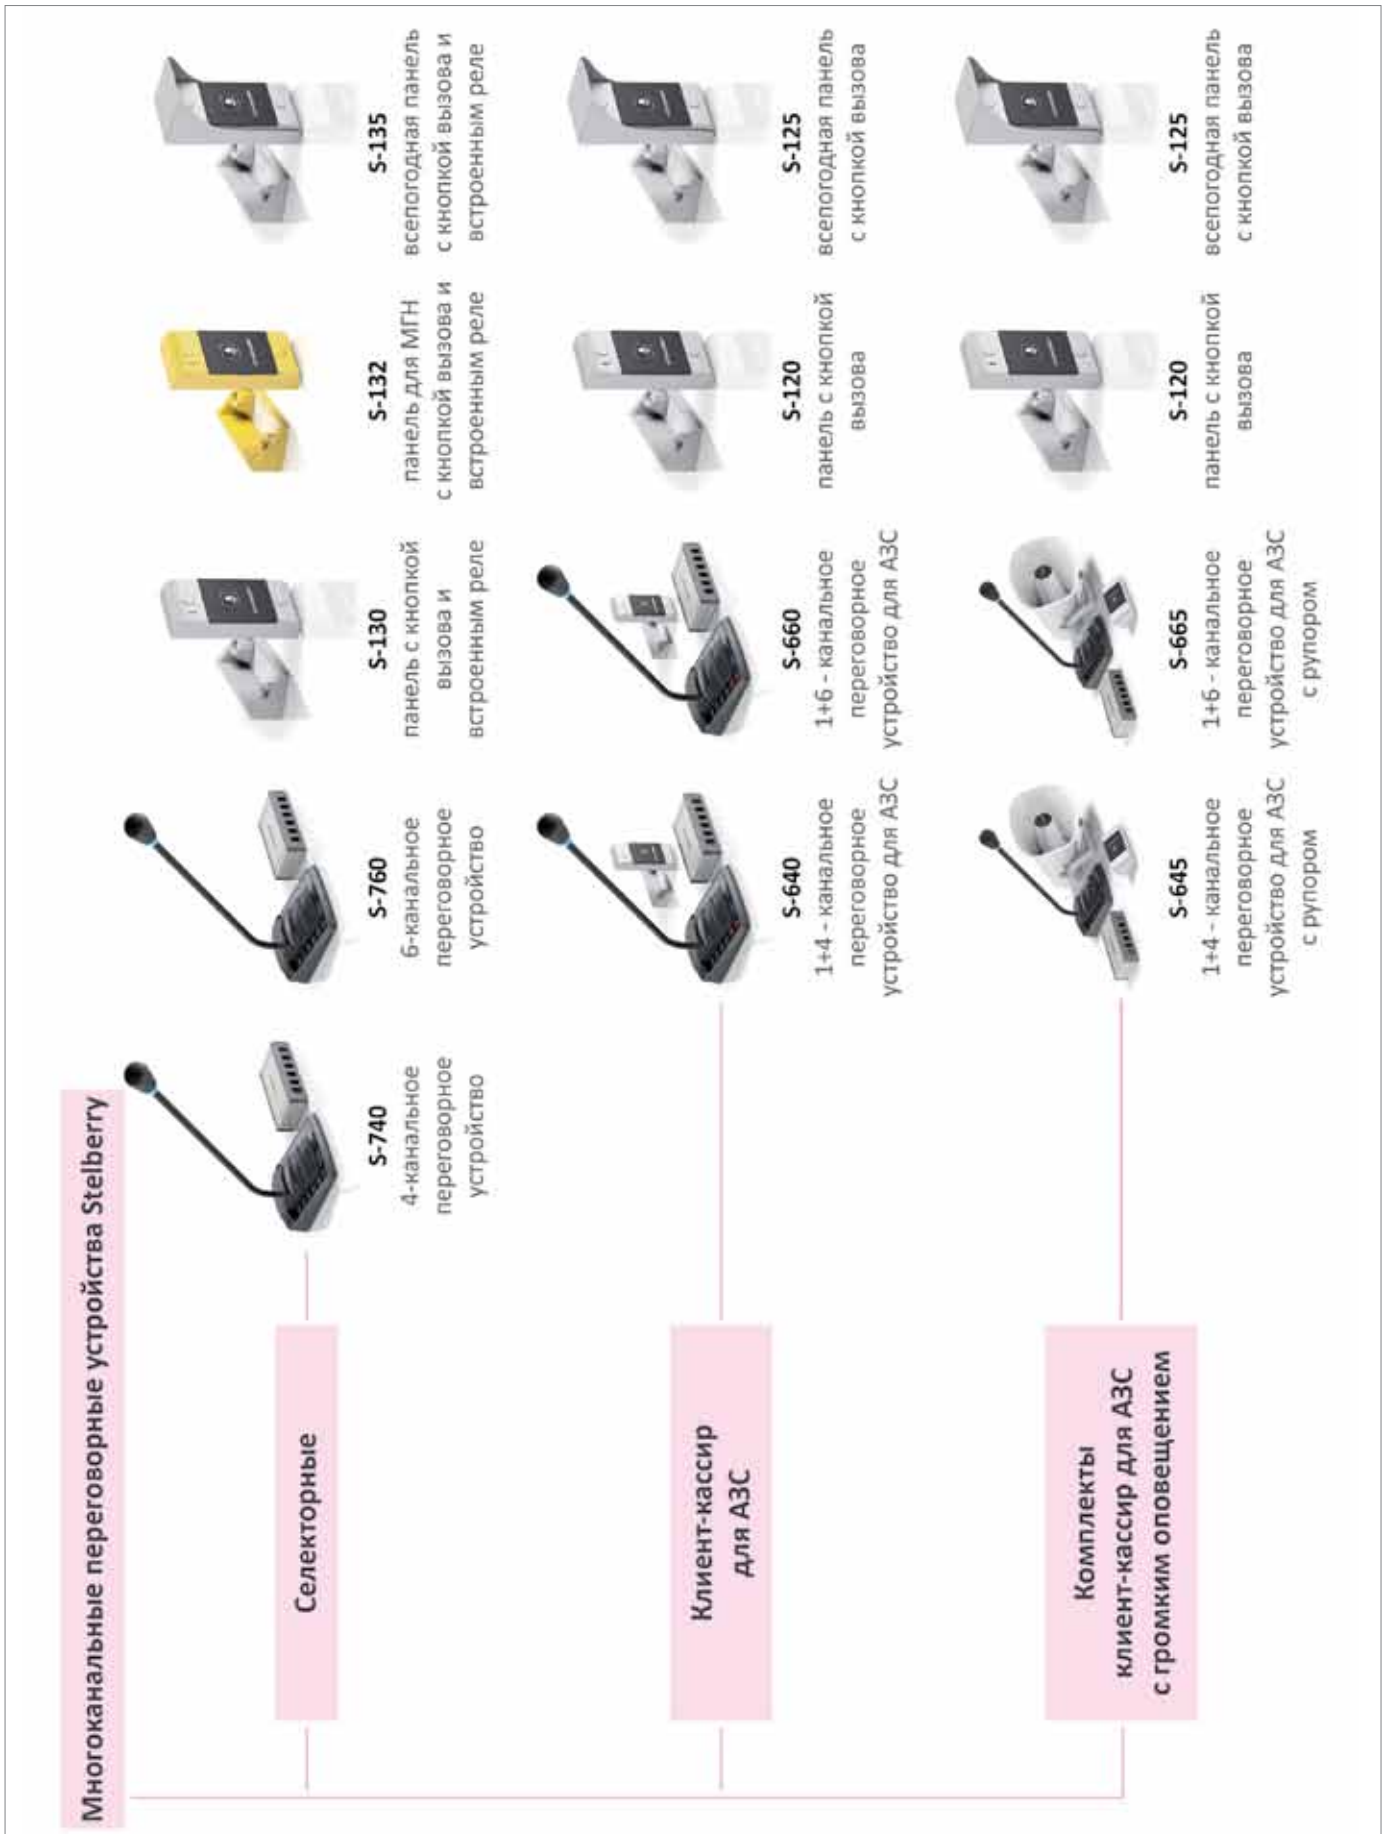 Многоканальные переговорные устройства Stelberry
Селекторные
S-740
4-канальное
переговорное
устройство
S-760
6-канальное
переговорное
устройство
S-130
панель с кнопкой
вызова и
встроенным реле
S-132
панель для МГН
с кнопкой вызова и
встроенным реле
S-135
всепогодная панель
с кнопкой вызова и
встроенным реле
Клиент-кассир
для АЗС
S-640
1+4 - канальное
переговорное
устройство для АЗС
S-660
1+6 - канальное
переговорное
устройство для АЗС
S-120
панель с кнопкой
вызова
S-125
всепогодная панель
с кнопкой вызова
Комплекты
клиент-кассир для АЗС
с громким оповещением
S-645
1+4 - канальное
переговорное
устройство для АЗС
с рупором
S-665
1+6 - канальное
переговорное
устройство для АЗС
с рупором
S-120
панель с кнопкой
вызова
S-125
всепогодная панель
с кнопкой вызова